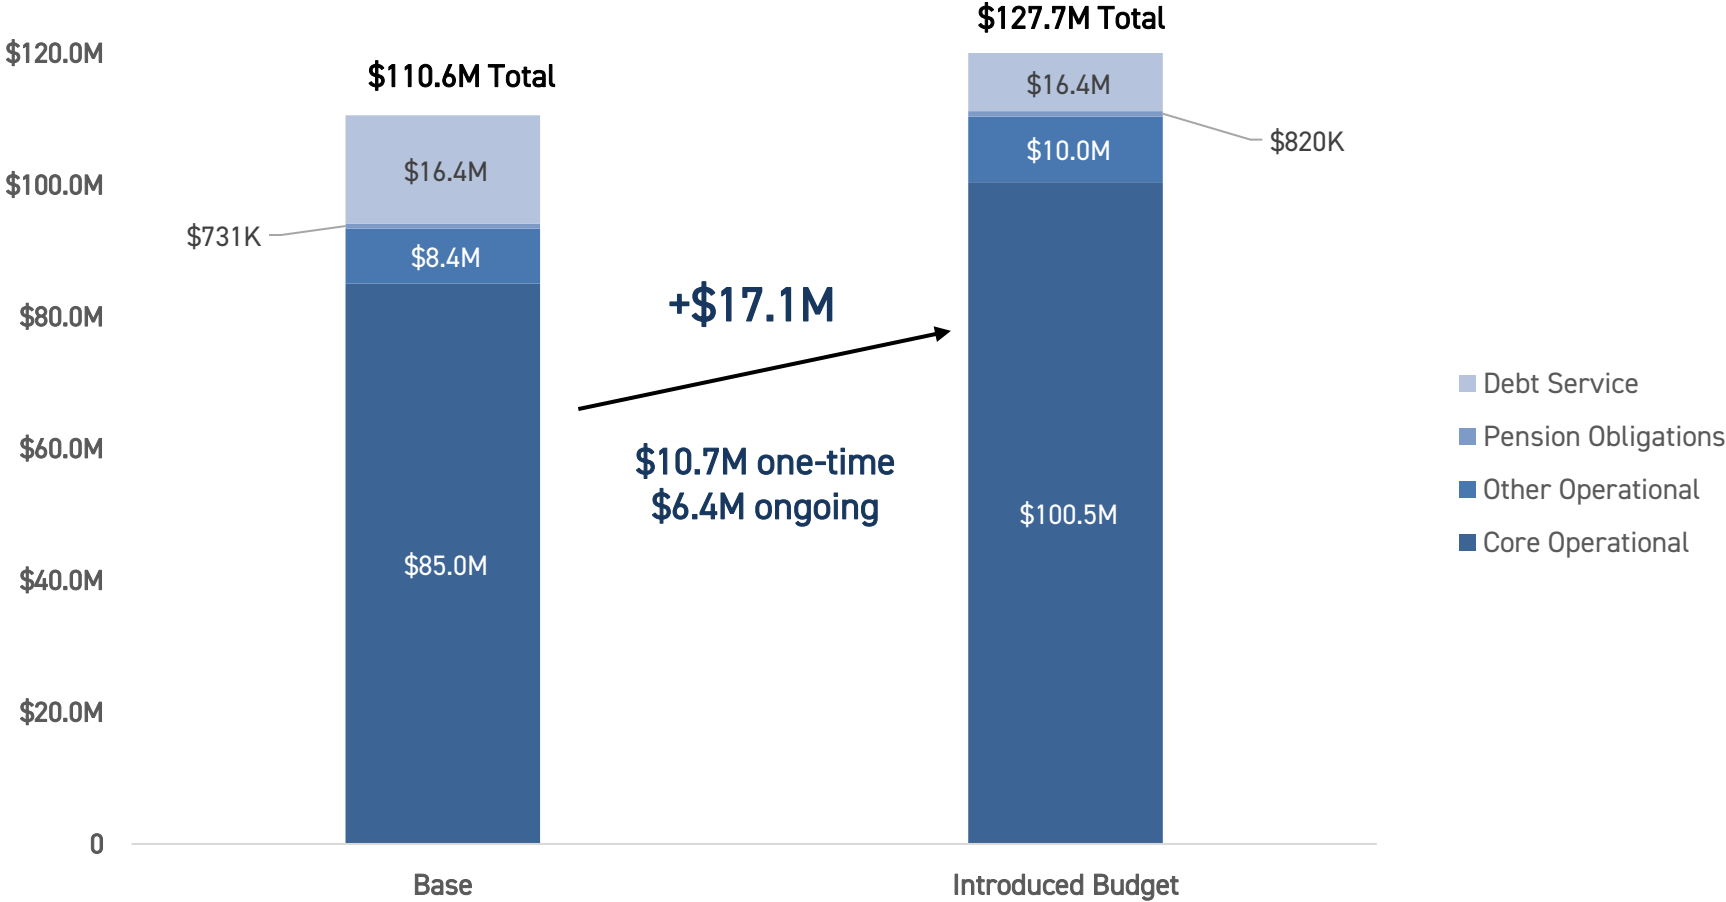 $127.7M Total
$120.0M
$110.6M Total
$16.4M
$820K
$10.0M
$16.4M
$100.0M
$731K
$8.4M
+$17.1M
$80.0M
Debt Service
Pension Obligations
$60.0M
$10.7M one-time
$6.4M ongoing
Other Operational
$100.5M
Core Operational
$85.0M
$40.0M
$20.0M
0
Base
Introduced Budget